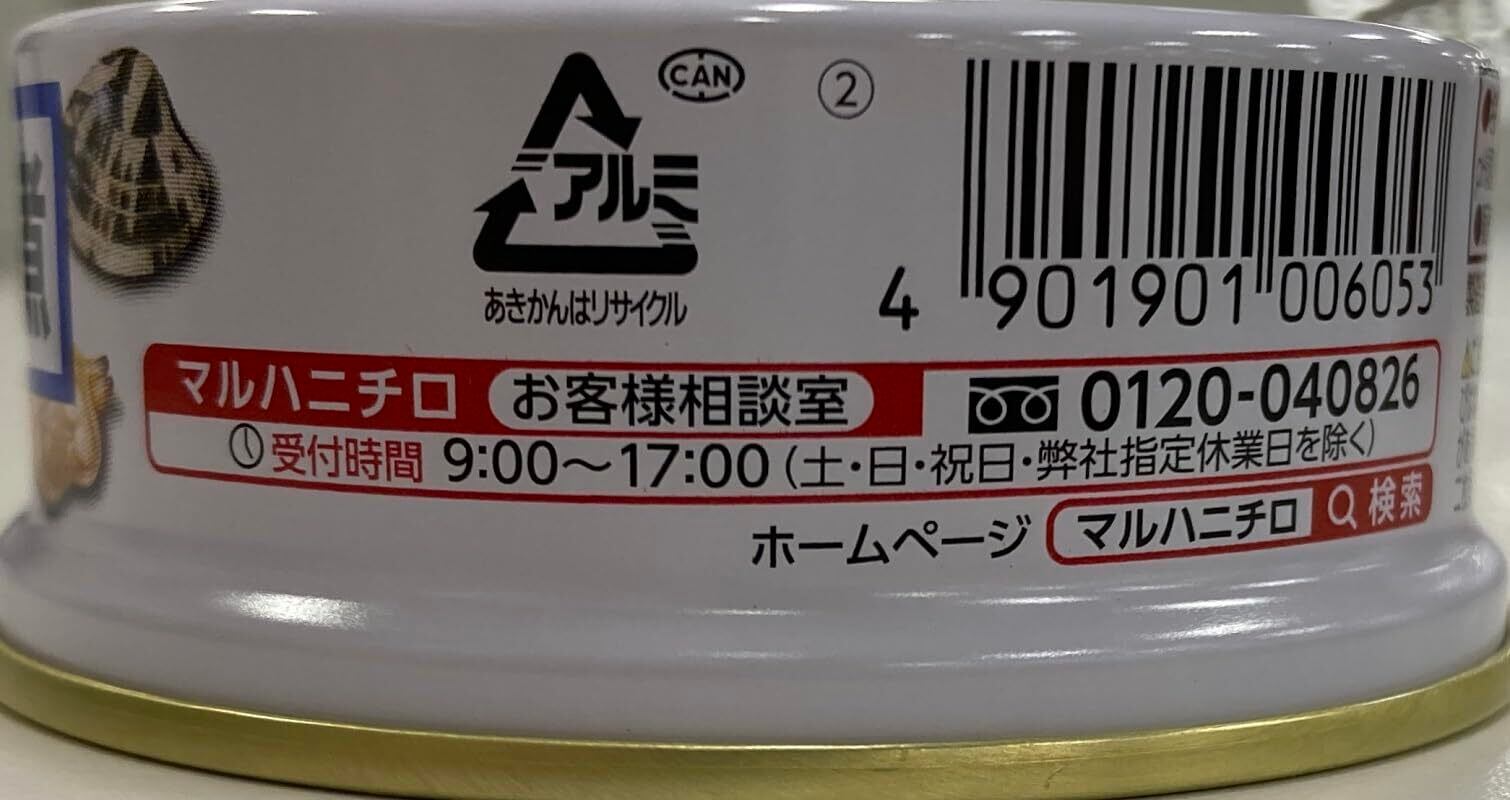 CAN
②
アルミ
あきかんはリサイクル
4 901901 006053
マルハニチロ お客様相談室 0120-040826
受付時間 9:00～17:00(土・日・祝日・弊社指定休業日を除く)
ホームページ マルハニチロ 検索